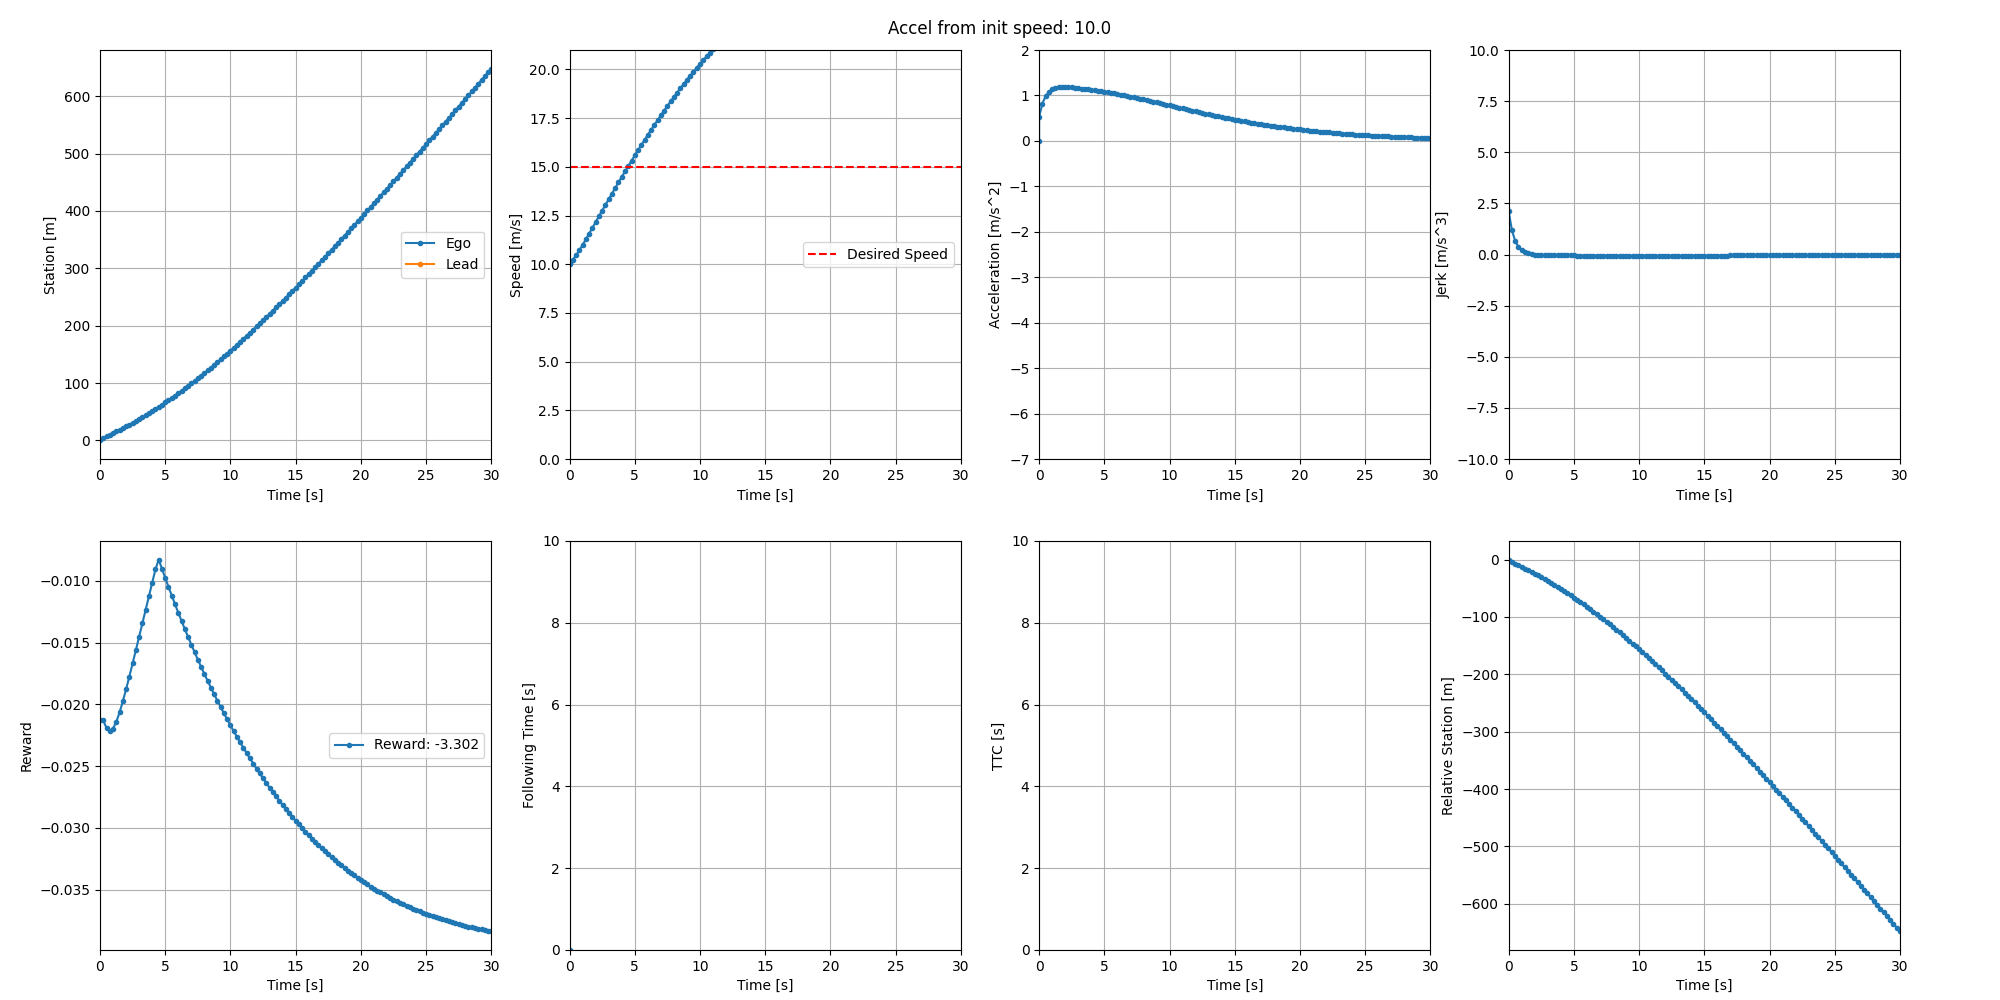 Accel from init speed: 10.0
Station [m]
600
500
400
300
200
100
0
Ego
Lead
0 5 10 15 20 25 30
Time [s]
Speed [m/s]
20.0
17.5
15.0
12.5
10.0
7.5
5.0
2.5
0.0
Desired Speed
0 5 10 15 20 25 30
Time [s]
Acceleration [m/s^2]
2
1
0
−1
−2
−3
−4
−5
−6
−7
0 5 10 15 20 25 30
Time [s]
Jerk [m/s^3]
10.0
7.5
5.0
2.5
0.0
−2.5
−5.0
−7.5
−10.0
0 5 10 15 20 25 30
Time [s]
Reward
−0.010
−0.015
−0.020
−0.025
−0.030
−0.035
Reward: -3.302
0 5 10 15 20 25 30
Time [s]
Following Time [s]
10
8
6
4
2
0
0 5 10 15 20 25 30
Time [s]
TTC [s]
10
8
6
4
2
0
0 5 10 15 20 25 30
Time [s]
Relative Station [m]
0
−100
−200
−300
−400
−500
−600
0 5 10 15 20 25 30
Time [s]